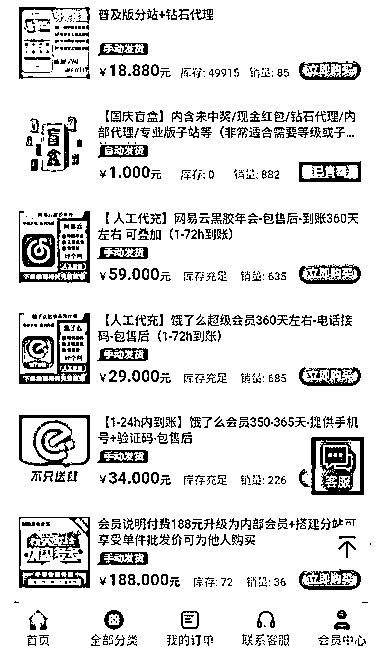 普及版分站+钻石代理
手动发货
￥18.880元 库存: 49915 销量: 85 立即购买
【国庆盲盒】内含未中奖/现金红包/钻石代理/内
部代理/专业版子站等（非常适合需要等级或子...
盲盒
手动发货
￥1.000元 库存: 0 销量: 882 已售罄
【人工代充】网易云黑胶年会-包售后-到账360天
左右 可叠加（1-72h到账）
手动发货
￥59.000元 库存充足 销量: 635 立即购买
【人工代充】饿了么超级会员360天左右-电话接
码-包售后（1-72h到账）
手动发货
￥29.000元 库存充足 销量: 685 立即购买
【1-24h内到账】饿了么会员350-365天-提供手机
号+验证码-包售后
不只送餐
手动发货
￥34.000元 库存充足 销量: 226
客服
会员说明付费188元升级为内部会员+搭建分站可
享受单件批发价可为他人购买
手动发货
￥188.000元 库存: 72 销量: 36 立即购买
首页 全部分类 我的订单 联系客服 会员中心